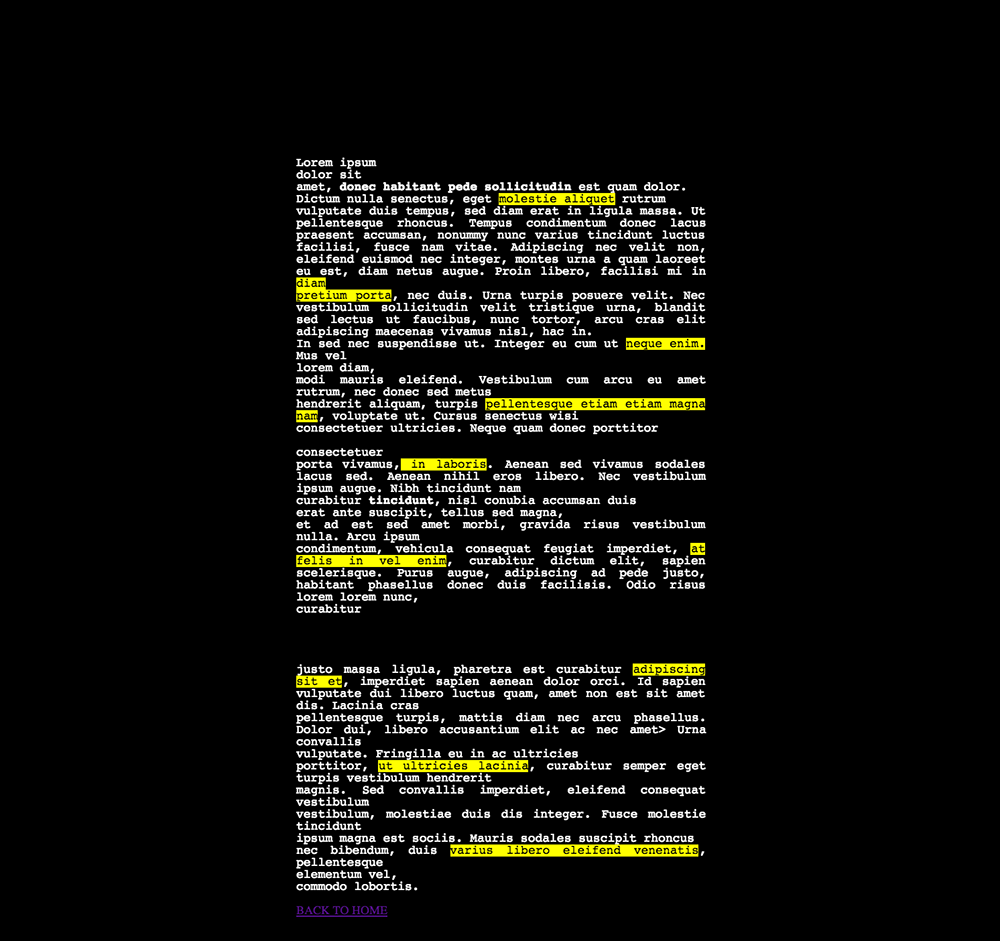 Lorem ipsum
dolor sit
amet, donec habitant pede sollicitudin est quam dolor.
Dictum nulla senectus, eget molestie aliquet rutrum
vulputate duis tempus, sed diam erat in ligula massa. Ut
pellentesque rhoncus. Tempus condimentum donec lacus
praesent accumsan, nonummy nunc varius tincidunt luctus
facilisi, fusce nam vitae. Adipiscing nec velit non,
eleifend euismod nec integer, montes urna a quam laoreet
eu est, diam netus augue. Proin libero, facilisi mi in
diam
pretium porta, nec duis. Urna turpis posuere velit. Nec
vestibulum sollicitudin velit tristique urna, blandit
sed lectus ut faucibus, nunc tortor, arcu cras elit
adipiscing maecenas vivamus nisl, hac in.
In sed nec suspendisse ut. Integer eu cum ut neque enim.
Mus vel
lorem diam,
modi mauris eleifend. Vestibulum cum arcu eu amet
rutrum, nec donec sed metus
hendrerit aliquam, turpis pellentesque etiam etiam magna
nam, voluptate ut. Cursus senectus wisi
consectetuer ultricies. Neque quam donec porttitor
consectetuer
porta vivamus, in laboris. Aenean sed vivamus sodales
lacus sed. Aenean nihil eros libero. Nec vestibulum
ipsum augue. Nibh tincidunt nam
curabitur tincidunt, nisl conubia accumsan duis
erat ante suscipit, tellus sed magna,
et ad est sed amet morbi, gravida risus vestibulum
nulla. Arcu ipsum
condimentum, vehicula consequat feugiat imperdiet, at
felis in vel enim, curabitur dictum elit, sapien
scelerisque. Purus augue, adipiscing ad pede justo,
habitant phasellus donec duis facilisis. Odio risus
lorem lorem nunc,
curabitur
justo massa ligula, pharetra est curabitur adipiscing
sit et, imperdiet sapien aenean dolor orci. Id sapien
vulputate dui libero luctus quam, amet non est sit amet
dis. Lacinia cras
pellentesque turpis, mattis diam nec arcu phasellus.
Dolor dui, libero accusantium elit ac nec amet> Urna
convallis
vulputate. Fringilla eu in ac ultricies
porttitor, ut ultricies lacinia, curabitur semper eget
turpis vestibulum hendrerit
magnis. Sed convallis imperdiet, eleifend consequat
vestibulum
vestibulum, molestiae duis dis integer. Fusce molestie
tincidunt
ipsum magna est sociis. Mauris sodales suscipit rhoncus
nec bibendum, duis varius libero eleifend venenatis,
pellentesque
elementum vel,
commodo lobortis.
BACK TO HOME